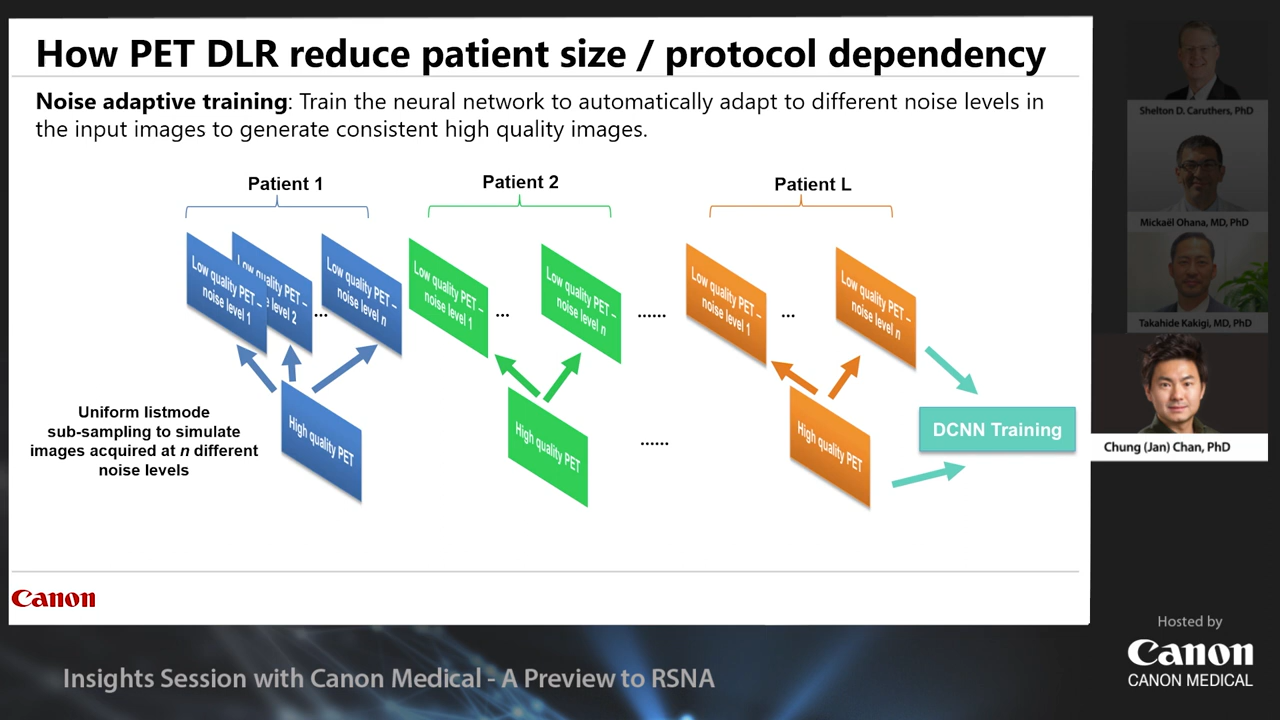 How PET DLR reduce patient size / protocol dependency
Noise adaptive training: Train the neural network to automatically adapt to different noise levels in
the input images to generate consistent high quality images.
Patient 1
Patient 2
Patient L
Low quality PET –
noise level 1
Low quality PET –
level 2
...
Low quality PET –
noise level n
Low quality PET –
noise level 1
...
Low quality PET –
noise level n
......
Low quality PET –
noise level 1
...
Low quality PET –
noise level n
Uniform listmode
sub-sampling to simulate
images acquired at n different
noise levels
High quality PET
High quality PET
......
High quality PET
DCNN Training
Canon
Shelton D. Caruthers, PhD
Mickaël Ohana, MD, PhD
Takahide Kakigi, MD, PhD
Chung (Jan) Chan, PhD
Insights Session with Canon Medical - A Preview to RSNA
Hosted by
Canon
CANON MEDICAL